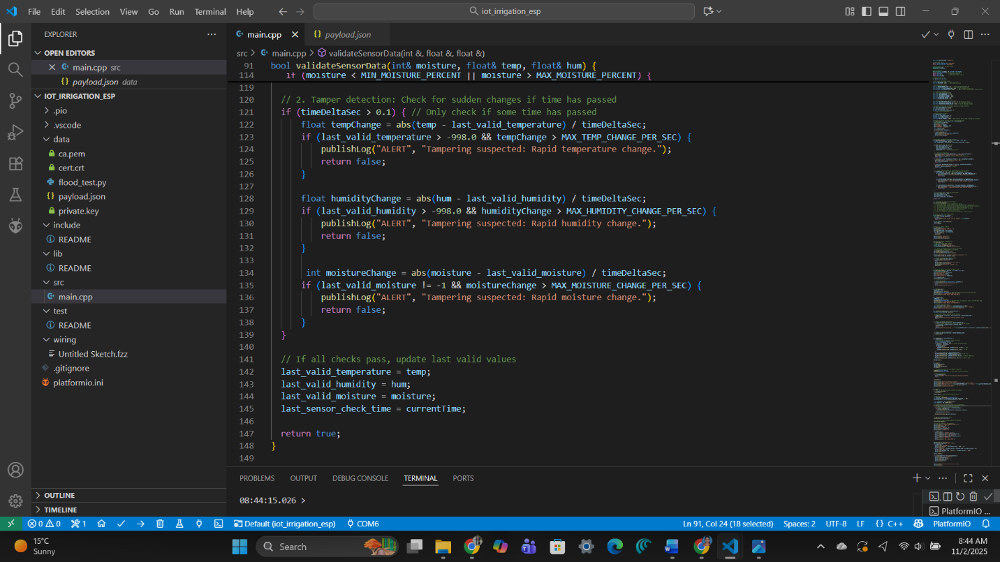 File Edit Selection View Go Run Terminal Help
iot_irrigation_esp
EXPLORER
OPEN EDITORS
main.cpp src
payload.json data
IOT_IRRIGATION_ESP
.pio
.vscode
data
ca.pem
cert.crt
flood_test.py
payload.json
private.key
include
README
lib
README
src
main.cpp
test
README
wiring
Untitled Sketch.fzz
.gitignore
platformio.ini
OUTLINE
TIMELINE
main.cpp
payload.json
src > main.cpp > validateSensorData(int &, float &, float &)
91 bool validateSensorData(int& moisture, float& temp, float& hum) {
114 if (moisture < MIN_MOISTURE_PERCENT || moisture > MAX_MOISTURE_PERCENT) {
119
120 // 2. Tamper detection: Check for sudden changes if time has passed
121 if (timeDeltaSec > 0.1) { // Only check if some time has passed
122 float tempChange = abs(temp - last_valid_temperature) / timeDeltaSec;
123 if (last_valid_temperature > -998.0 && tempChange > MAX_TEMP_CHANGE_PER_SEC) {
124 publishLog("ALERT", "Tampering suspected: Rapid temperature change.");
125 return false;
126 }
127
128 float humidityChange = abs(hum - last_valid_humidity) / timeDeltaSec;
129 if (last_valid_humidity > -998.0 && humidityChange > MAX_HUMIDITY_CHANGE_PER_SEC) {
130 publishLog("ALERT", "Tampering suspected: Rapid humidity change.");
131 return false;
132 }
133
134 int moistureChange = abs(moisture - last_valid_moisture) / timeDeltaSec;
135 if (last_valid_moisture != -1 && moistureChange > MAX_MOISTURE_CHANGE_PER_SEC) {
136 publishLog("ALERT", "Tampering suspected: Rapid moisture change.");
137 return false;
138 }
139 }
140
141 // If all checks pass, update last valid values
142 last_valid_temperature = temp;
143 last_valid_humidity = hum;
144 last_valid_moisture = moisture;
145 last_sensor_check_time = currentTime;
146
147 return true;
148 }
149
PROBLEMS OUTPUT DEBUG CONSOLE TERMINAL PORTS
08:44:15.026 >
PlatformIO ...
0 0 1 Default (iot_irrigation_esp) COM6 Ln 91, Col 24 (18 selected) Spaces: 2 UTF-8 LF {} C++ PlatformIO
15°C
Sunny
Search
8:44 AM
11/2/2025